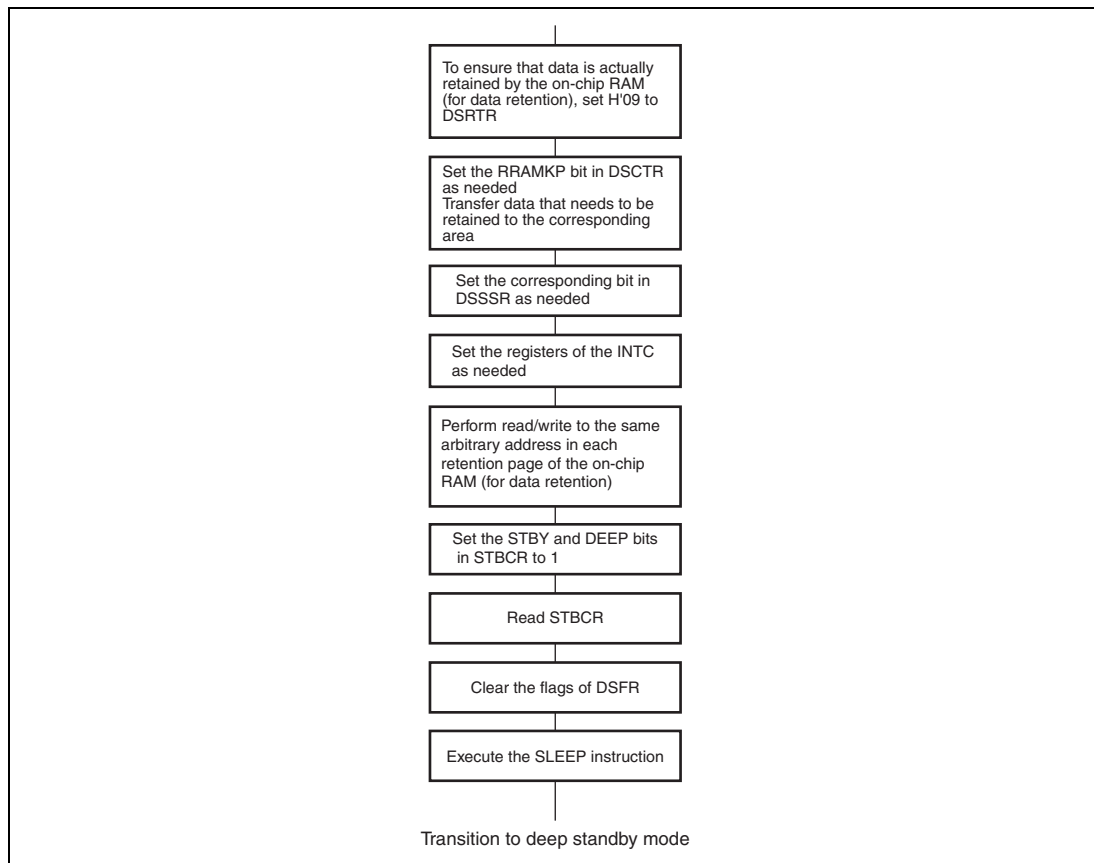 To ensure that data is actually
retained by the on-chip RAM
(for data retention), set H'09 to
DSRTR
Set the RRAMKP bit in DSCTR
as needed
Transfer data that needs to be
retained to the corresponding
area
Set the corresponding bit in
DSSSR as needed
Set the registers of the INTC
as needed
Perform read/write to the same
arbitrary address in each
retention page of the on-chip
RAM (for data retention)
Set the STBY and DEEP bits
in STBCR to 1
Read STBCR
Clear the flags of DSFR
Execute the SLEEP instruction
Transition to deep standby mode